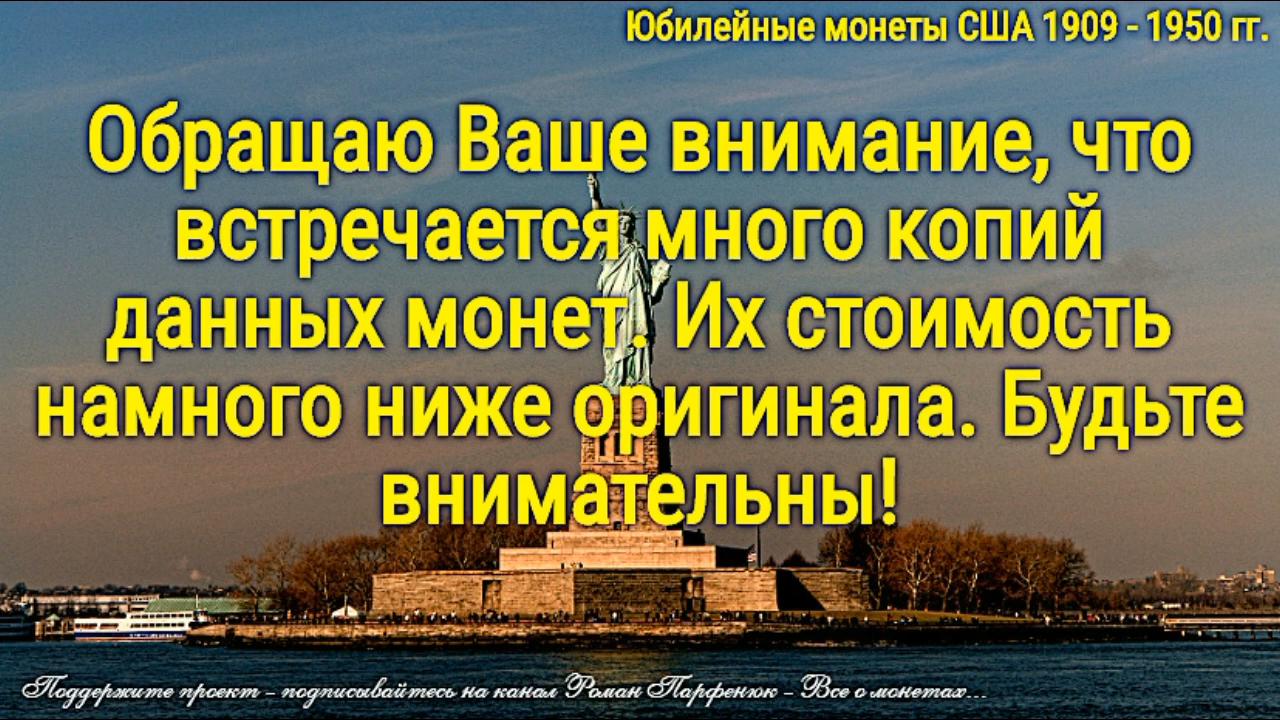 Юбилейные монеты США 1909 - 1950 гг.
Обращаю Ваше внимание, что
встречается много копий
данных монет. Их стоимость
намного ниже оригинала. Будьте
внимательны!
Поддержите проект - подписывайтесь на канал Роман Парфенюк - Все о монетах...